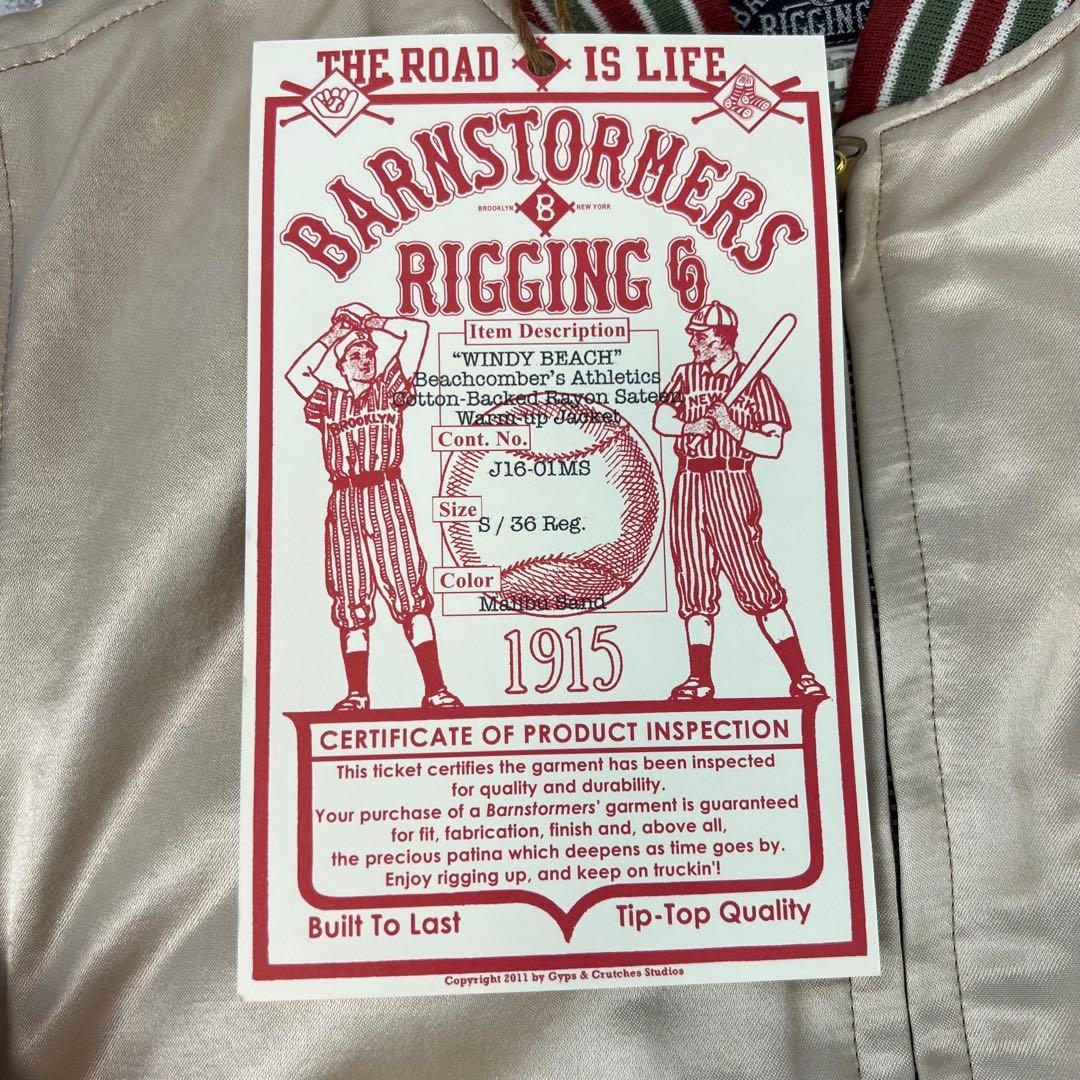 RIGGING
THE ROAD IS LIFE
BARNSTORMERS
BROOKLYN B NEW YORK
RIGGING CO
Item Description
“WINDY BEACH”
Beachcomber's Athletics
Cotton-Backed Rayon Sateen
Warm-up Jacket
Cont. No.
J16-01MS
Size
S / 36 Reg.
Color
Malibu Sand
B
BROOKLYN
NEW YORK
1915
CERTIFICATE OF PRODUCT INSPECTION
This ticket certifies the garment has been inspected
for quality and durability.
Your purchase of a Barnstormers' garment is guaranteed
for fit, fabrication, finish and, above all,
the precious patina which deepens as time goes by.
Enjoy rigging up, and keep on truckin'!
Built To Last
Tip-Top Quality
Copyright 2011 by Gyps & Crutches Studios